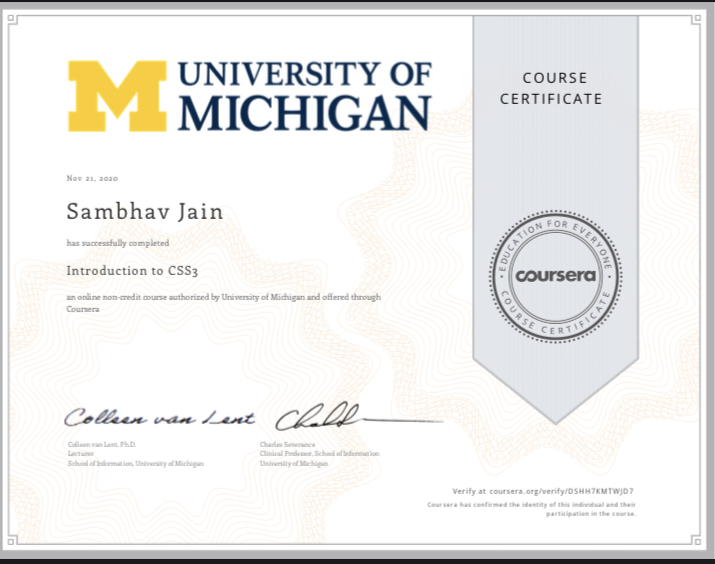 UNIVERSITY OF
MICHIGAN
COURSE
CERTIFICATE
Nov 21, 2020
Sambhav Jain
has successfully completed
Introduction to CSS3
an online non-credit course authorized by University of Michigan and offered through
Coursera
EDUCATION FOR EVERYONE
coursera
COURSE CERTIFICATE
Colleen van Lent
Colleen van Lent, Ph.D.
Lecturer
School of Information, University of Michigan
Charles Severance
Clinical Professor, School of Information
University of Michigan
Verify at coursera.org/verify/DSHH7KMTWJD7
Coursera has confirmed the identity of this individual and their
participation in the course.